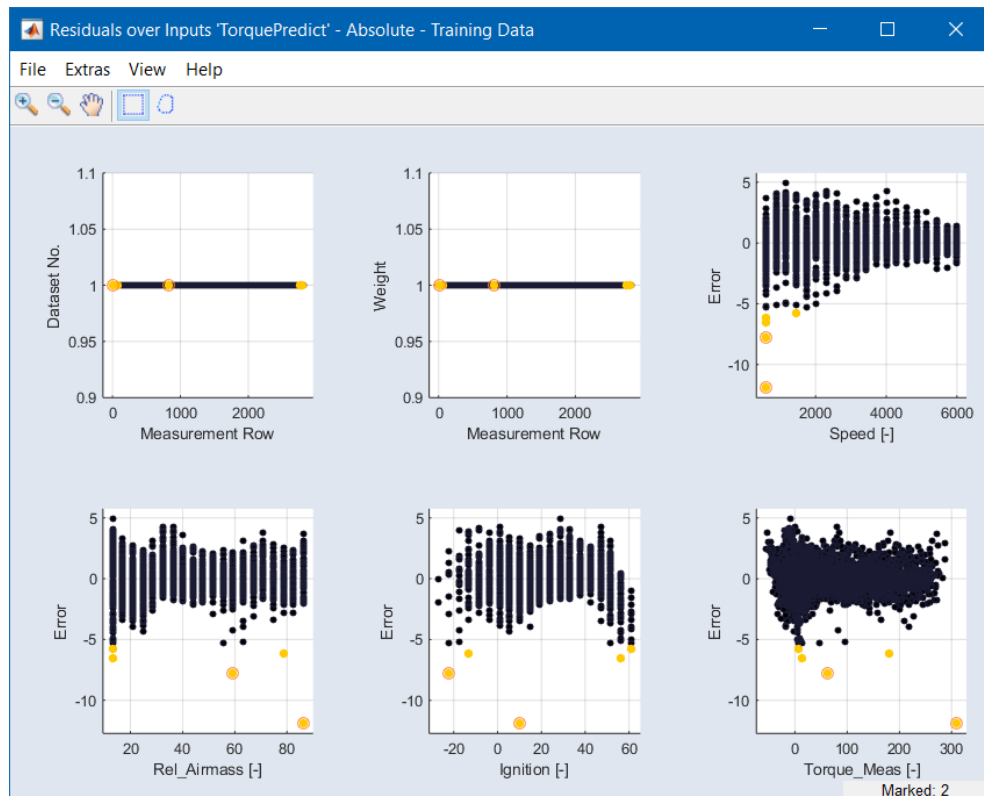 Residuals over Inputs 'TorquePredict' - Absolute - Training Data
File Extras View Help
1.1
1.05
1
0.95
0.9
Dataset No.
0 1000 2000
Measurement Row
1.1
1.05
1
0.95
0.9
Weight
0 1000 2000
Measurement Row
5
0
-5
-10
Error
2000 4000 6000
Speed [-]
5
0
-5
-10
Error
20 40 60 80
Rel_Airmass [-]
5
0
-5
-10
Error
-20 0 20 40 60
Ignition [-]
5
0
-5
-10
Error
0 100 200 300
Torque_Meas [-]
Marked: 2